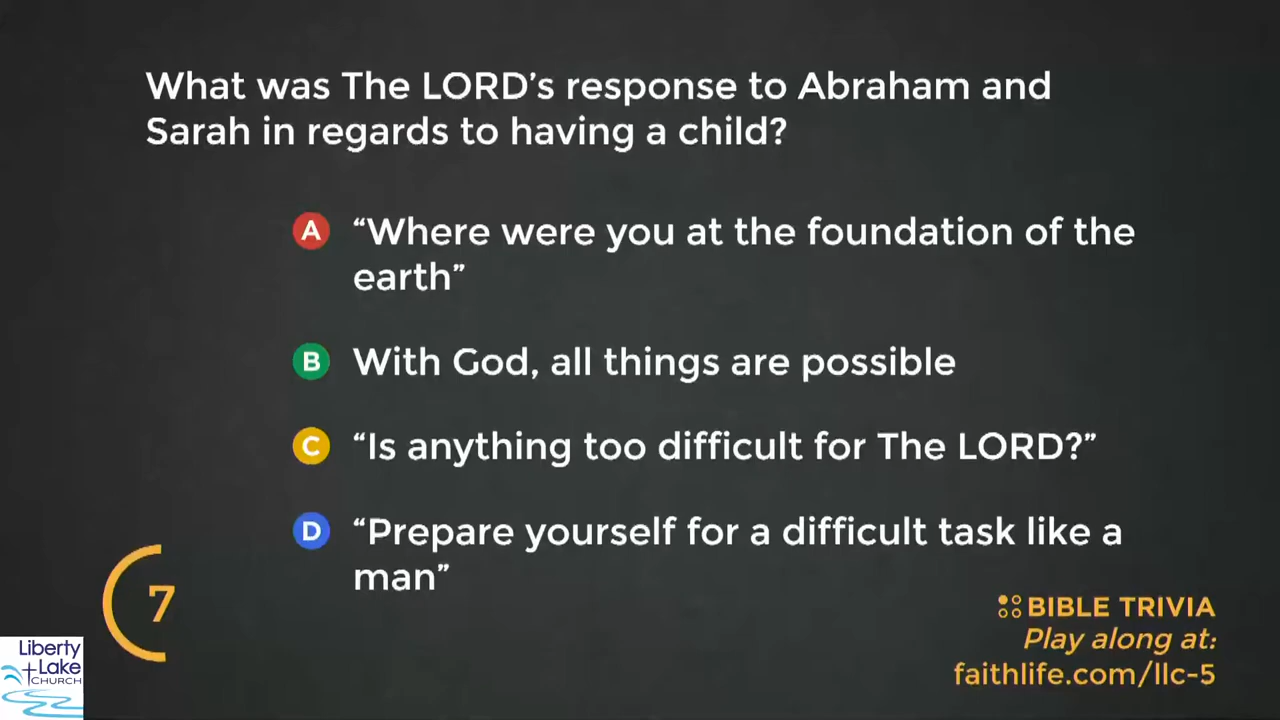 What was The LORD’s response to Abraham and
Sarah in regards to having a child?
A “Where were you at the foundation of the
earth”
B With God, all things are possible
C “Is anything too difficult for The LORD?”
D “Prepare yourself for a difficult task like a
man”
7
BIBLE TRIVIA
Play along at:
faithlife.com/llc-5
Liberty
Lake
CHURCH